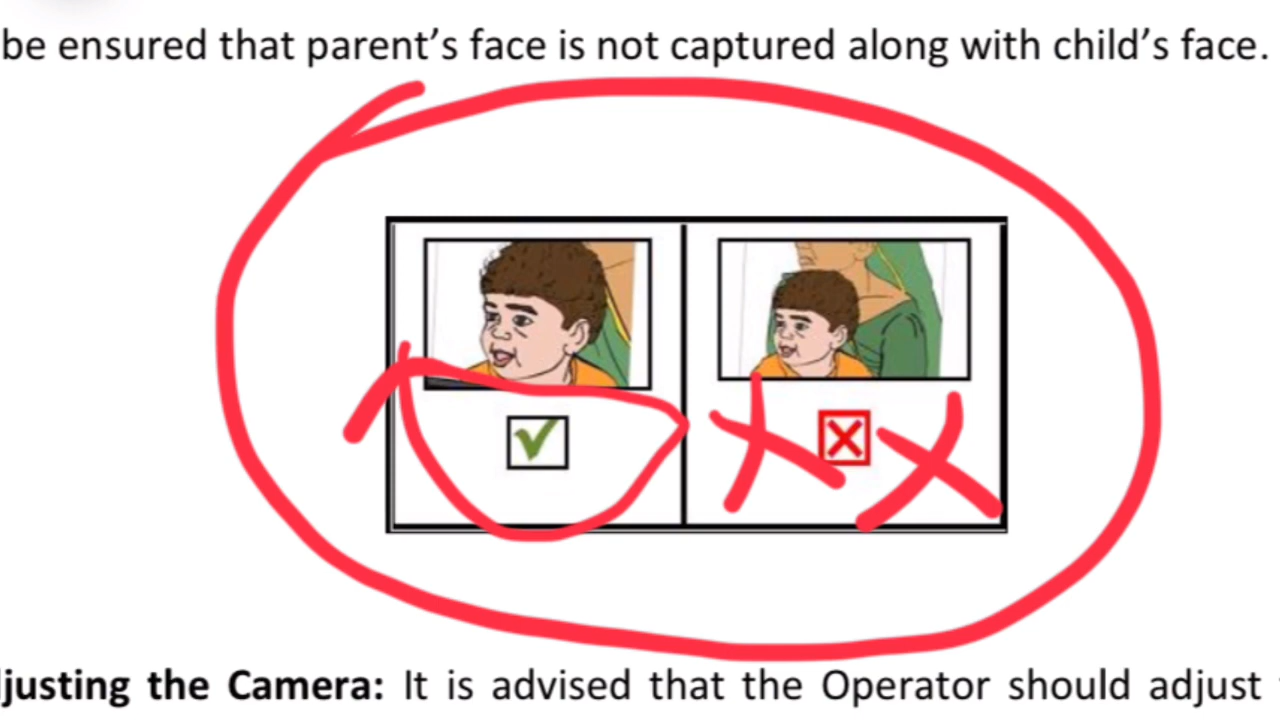 be ensured that parent's face is not captured along with child's face.
justing the Camera: It is advised that the Operator should adjust